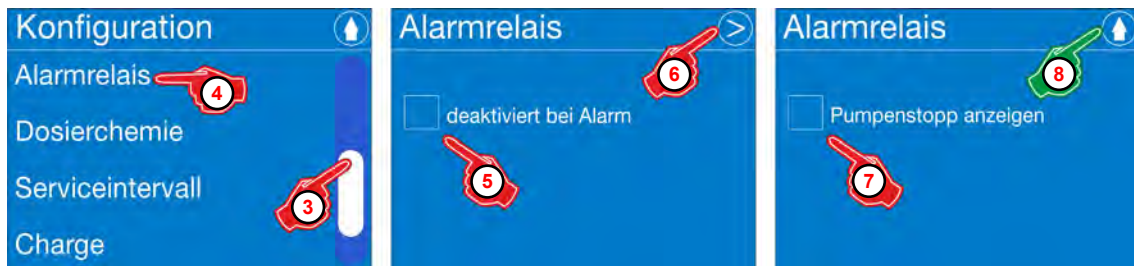 Konfiguration
Alarmrelais
4
Dosierchemie
Serviceintervall
3
Charge
Alarmrelais
>
6
deaktiviert bei Alarm
5
Alarmrelais
8
Pumpenstopp anzeigen
7